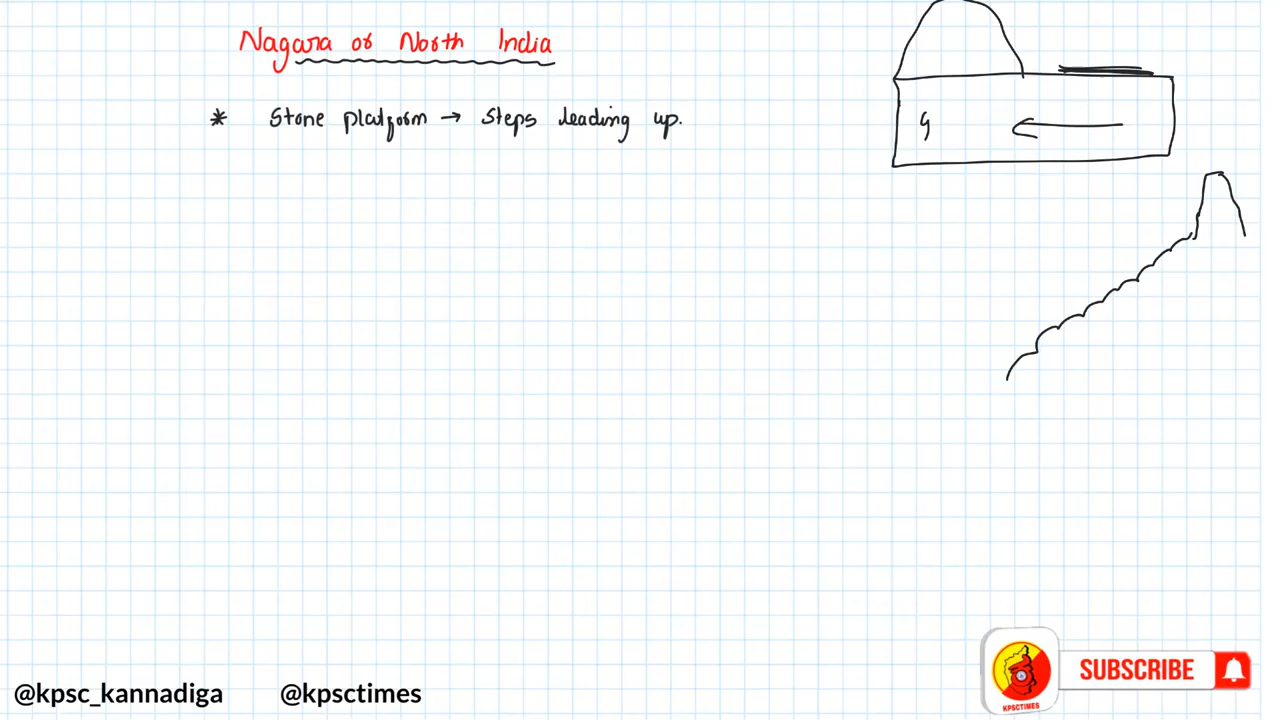 Nagara or North India
* Stone platform → Steps leading up.
G
@kpsc_kannadiga @kpsctimes
KPSCTIMES
SUBSCRIBE